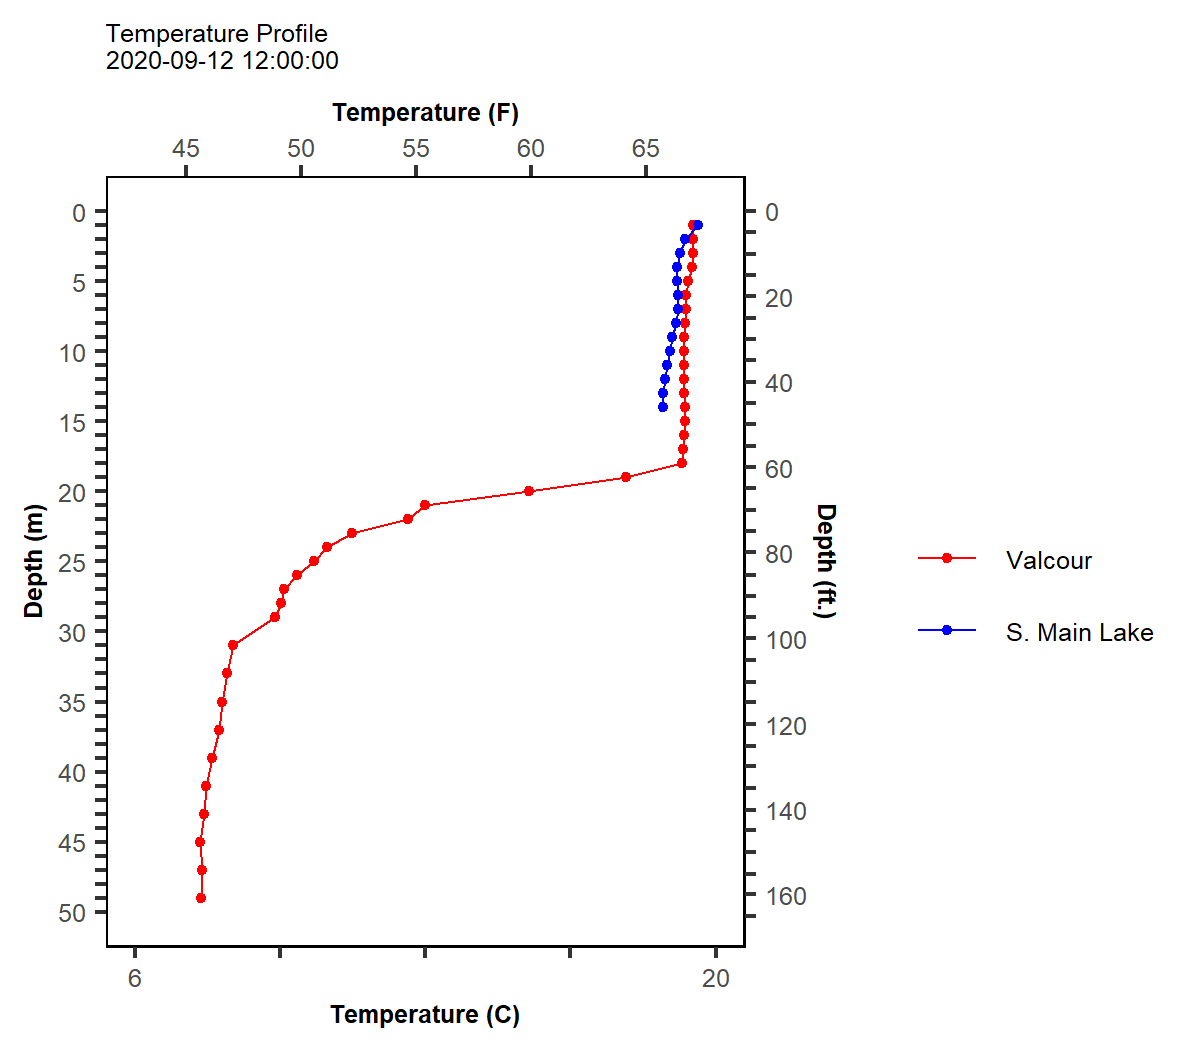 Temperature Profile
2020-09-12 12:00:00
Temperature (F)
45 50 55 60 65
0
5
10
15
20
25
30
35
40
45
50
Depth (m)
0
20
40
60
80
100
120
140
160
Depth (ft.)
6 20
Temperature (C)
Valcour
S. Main Lake